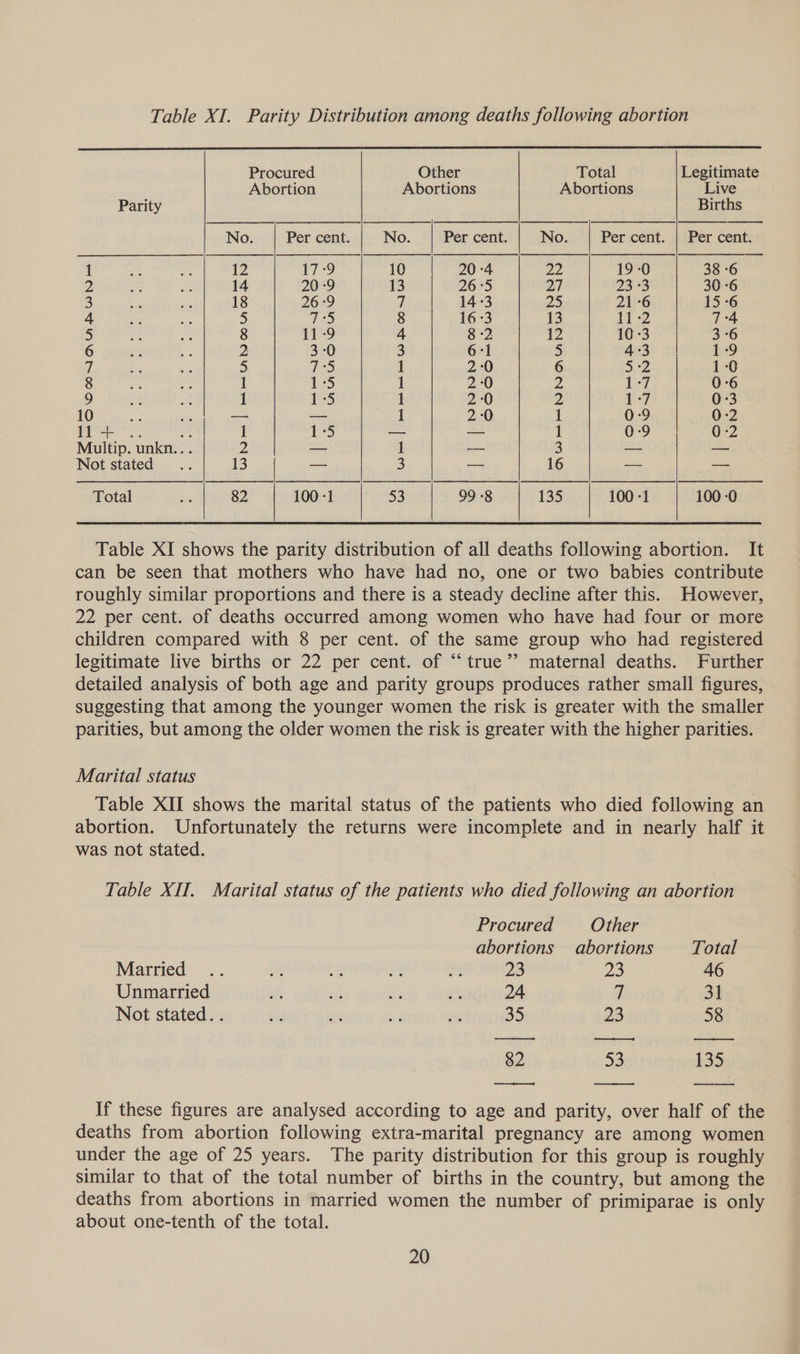 Table XI. Parity Distribution among deaths following abortion
Parity | Procured Abortion | Other Abortions | Total Abortions | Legitimate Live Births
No. | Per cent. | No. | Per cent. | No. | Per cent. | Per cent.
1 .. .. 12 17·9 10 20·4 22 19·0 38·6
2 .. .. 14 20·9 13 26·5 27 23·3 30·6
3 .. .. 18 26·9 7 14·3 25 21·6 15·6
4 .. .. 5 7·5 8 16·3 13 11·2 7·4
5 .. .. 8 11·9 4 8·2 12 10·3 3·6
6 .. .. 2 3·0 3 6·1 5 4·3 1·9
7 .. .. 5 7·5 1 2·0 6 5·2 1·0
8 .. .. 1 1·5 1 2·0 2 1·7 0·6
9 .. .. 1 1·5 1 2·0 2 1·7 0·3
10 .. .. — — 1 2·0 1 0·9 0·2
11 + .. .. 1 1·5 — — 1 0·9 0·2
Multip. unkn... 2 — 1 — 3 — —
Not stated .. 13 — 3 — 16 — —
Total .. 82 100·1 53 99·8 135 100·1 100·0
Table XI shows the parity distribution of all deaths following abortion. It
can be seen that mothers who have had no, one or two babies contribute
roughly similar proportions and there is a steady decline after this. However,
22 per cent. of deaths occurred among women who have had four or more
children compared with 8 per cent. of the same group who had registered
legitimate live births or 22 per cent. of “true” maternal deaths. Further
detailed analysis of both age and parity groups produces rather small figures,
suggesting that among the younger women the risk is greater with the smaller
parities, but among the older women the risk is greater with the higher parities.
Marital status
Table XII shows the marital status of the patients who died following an
abortion. Unfortunately the returns were incomplete and in nearly half it
was not stated.
Table XII. Marital status of the patients who died following an abortion
Procured Other
abortions abortions Total
Married .. .. .. .. .. 23 23 46
Unmarried .. .. .. .. 24 7 31
Not stated.. .. .. .. .. 35 23 58
82 53 135
If these figures are analysed according to age and parity, over half of the
deaths from abortion following extra-marital pregnancy are among women
under the age of 25 years. The parity distribution for this group is roughly
similar to that of the total number of births in the country, but among the
deaths from abortions in married women the number of primiparae is only
about one-tenth of the total.
20